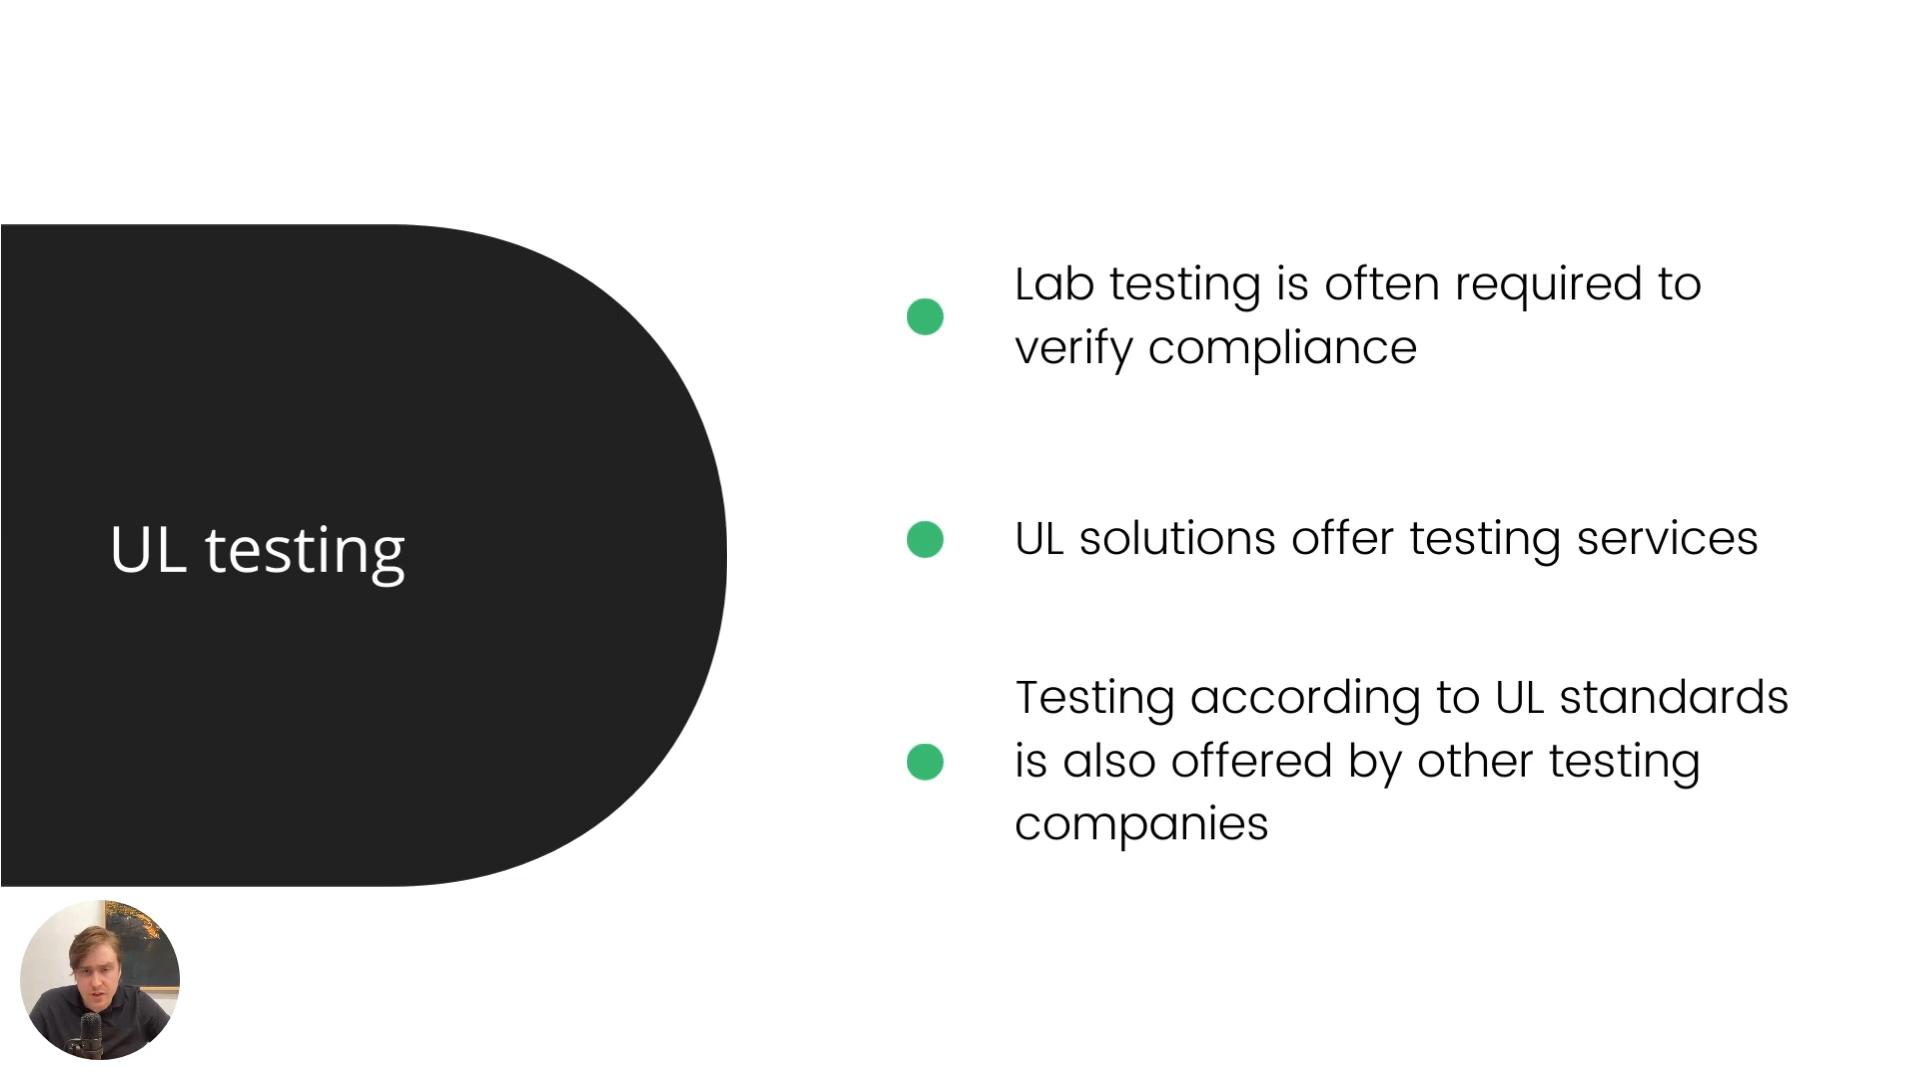 UL testing
Lab testing is often required to
verify compliance
UL solutions offer testing services
Testing according to UL standards
is also offered by other testing
companies